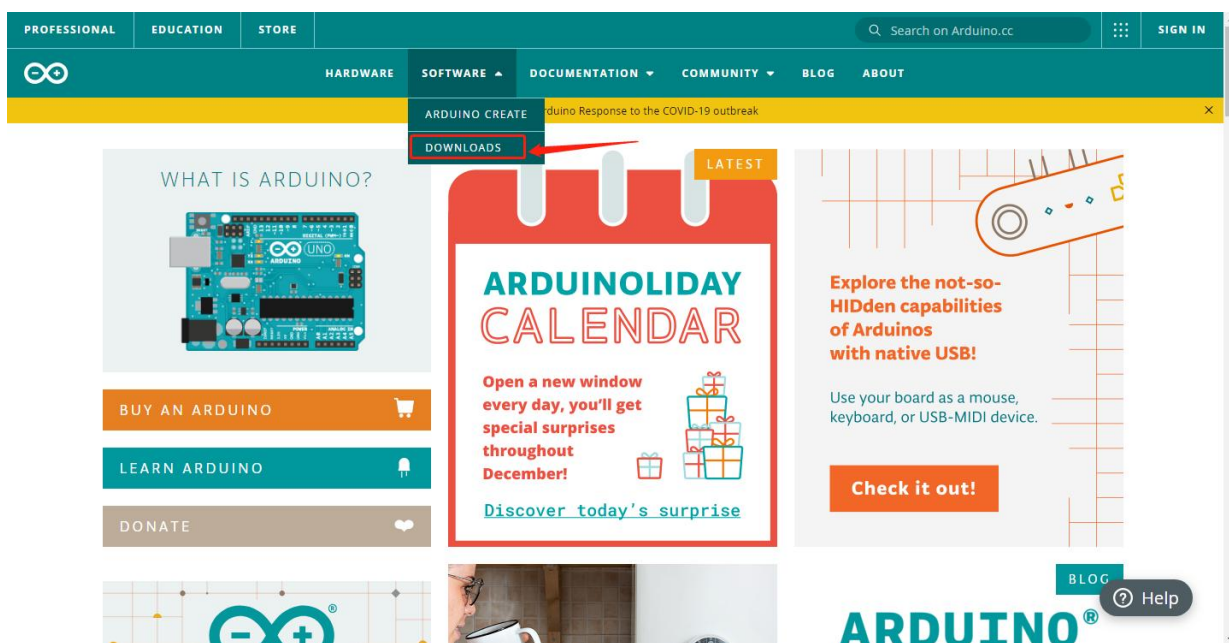 PROFESSIONAL EDUCATION STORE
Search on Arduino.cc
SIGN IN
HARDWARE SOFTWARE DOCUMENTATION COMMUNITY BLOG ABOUT
ARDUINO CREATE
DOWNLOADS
rduino Response to the COVID-19 outbreak
WHAT IS ARDUINO?
UNO
ARDUINO
BUY AN ARDUINO
LEARN ARDUINO
DONATE
LATEST
ARDUINOLIDAY
CALENDAR
Open a new window
every day, you'll get
special surprises
throughout
December!
Discover today's surprise
Explore the not-so-
HIDden capabilities
of Arduinos
with native USB!
Use your board as a mouse,
keyboard, or USB-MIDI device.
Check it out!
BLOG
ARDUINO®
Help